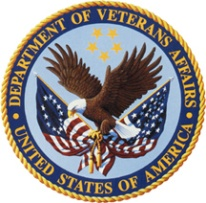 DEPARTMENT OF VETERANS AFFAIRS
UNITED STATES OF AMERICA